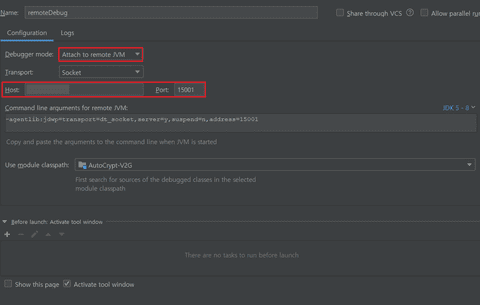 Name: remoteDebug
Share through VCS ? Allow parallel run
Configuration Logs
Debugger mode: Attach to remote JVM
Transport: Socket
Host: Port: 15001
Command line arguments for remote JVM: JDK 5 - 8
-agentlib:jdwp=transport=dt_socket,server=y,suspend=n,address=15001
Copy and paste the arguments to the command line when JVM is started
Use module classpath: AutoCrypt-V2G
First search for sources of the debugged classes in the selected
module classpath
Before launch: Activate tool window
There are no tasks to run before launch
Show this page Activate tool window